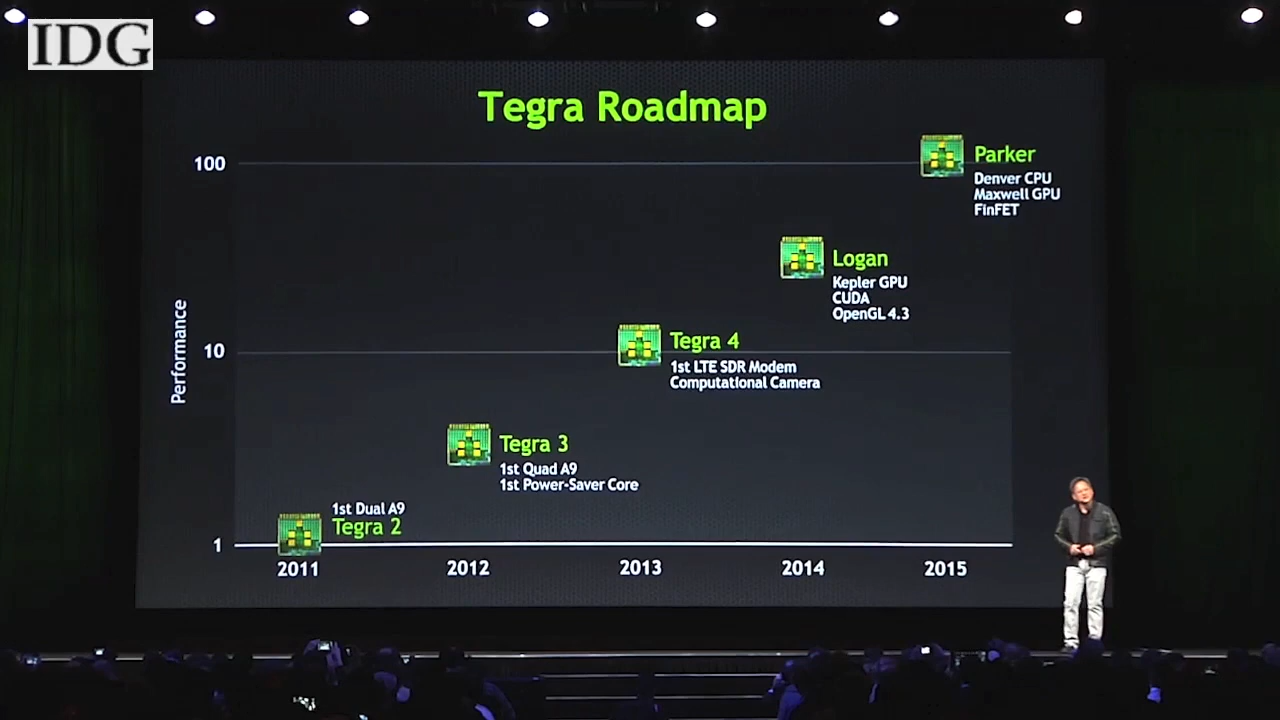 IDG
Tegra Roadmap
100
Parker
Denver CPU
Maxwell GPU
FinFET
Logan
Kepler GPU
CUDA
OpenGL 4.3
Performance
10
Tegra 4
1st LTE SDR Modem
Computational Camera
Tegra 3
1st Quad A9
1st Power-Saver Core
1st Dual A9
Tegra 2
1
2011
2012
2013
2014
2015